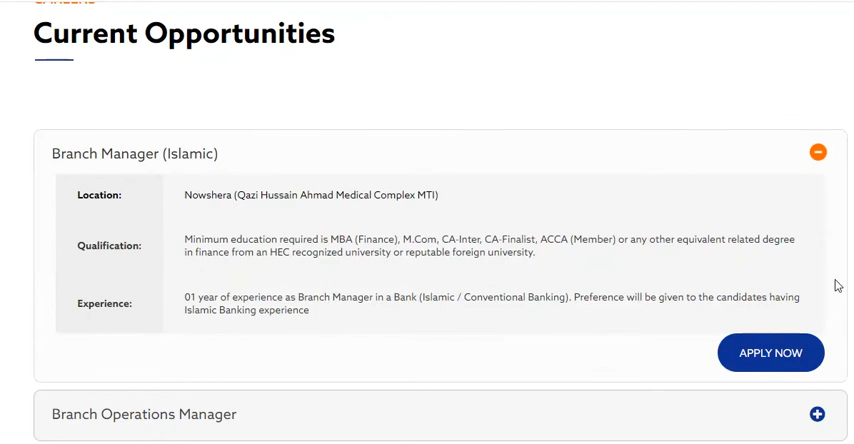 CAREERS
Current Opportunities
Branch Manager (Islamic)
Location: Nowshera (Qazi Hussain Ahmad Medical Complex MTI)
Qualification: Minimum education required is MBA (Finance), M.Com, CA-Inter, CA-Finalist, ACCA (Member) or any other equivalent related degree
in finance from an HEC recognized university or reputable foreign university.
Experience: 01 year of experience as Branch Manager in a Bank (Islamic / Conventional Banking). Preference will be given to the candidates having
Islamic Banking experience
APPLY NOW
Branch Operations Manager